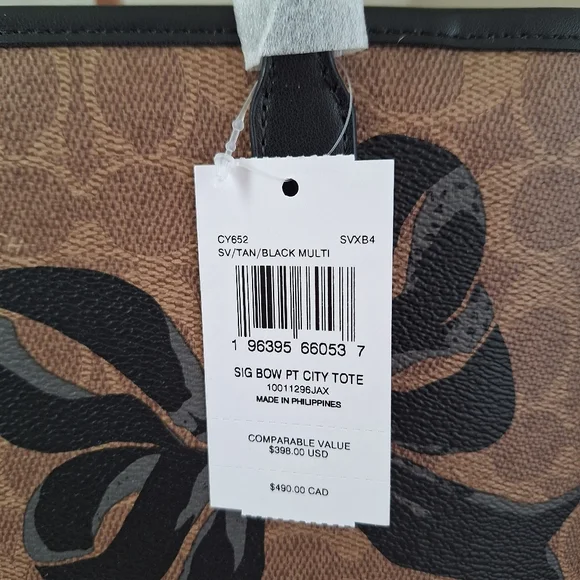 CY652 SVXB4
SV/TAN/BLACK MULTI
1 96395 66053 7
SIG BOW PT CITY TOTE
10011296JAX
MADE IN PHILIPPINES
COMPARABLE VALUE
$398.00 USD
$490.00 CAD